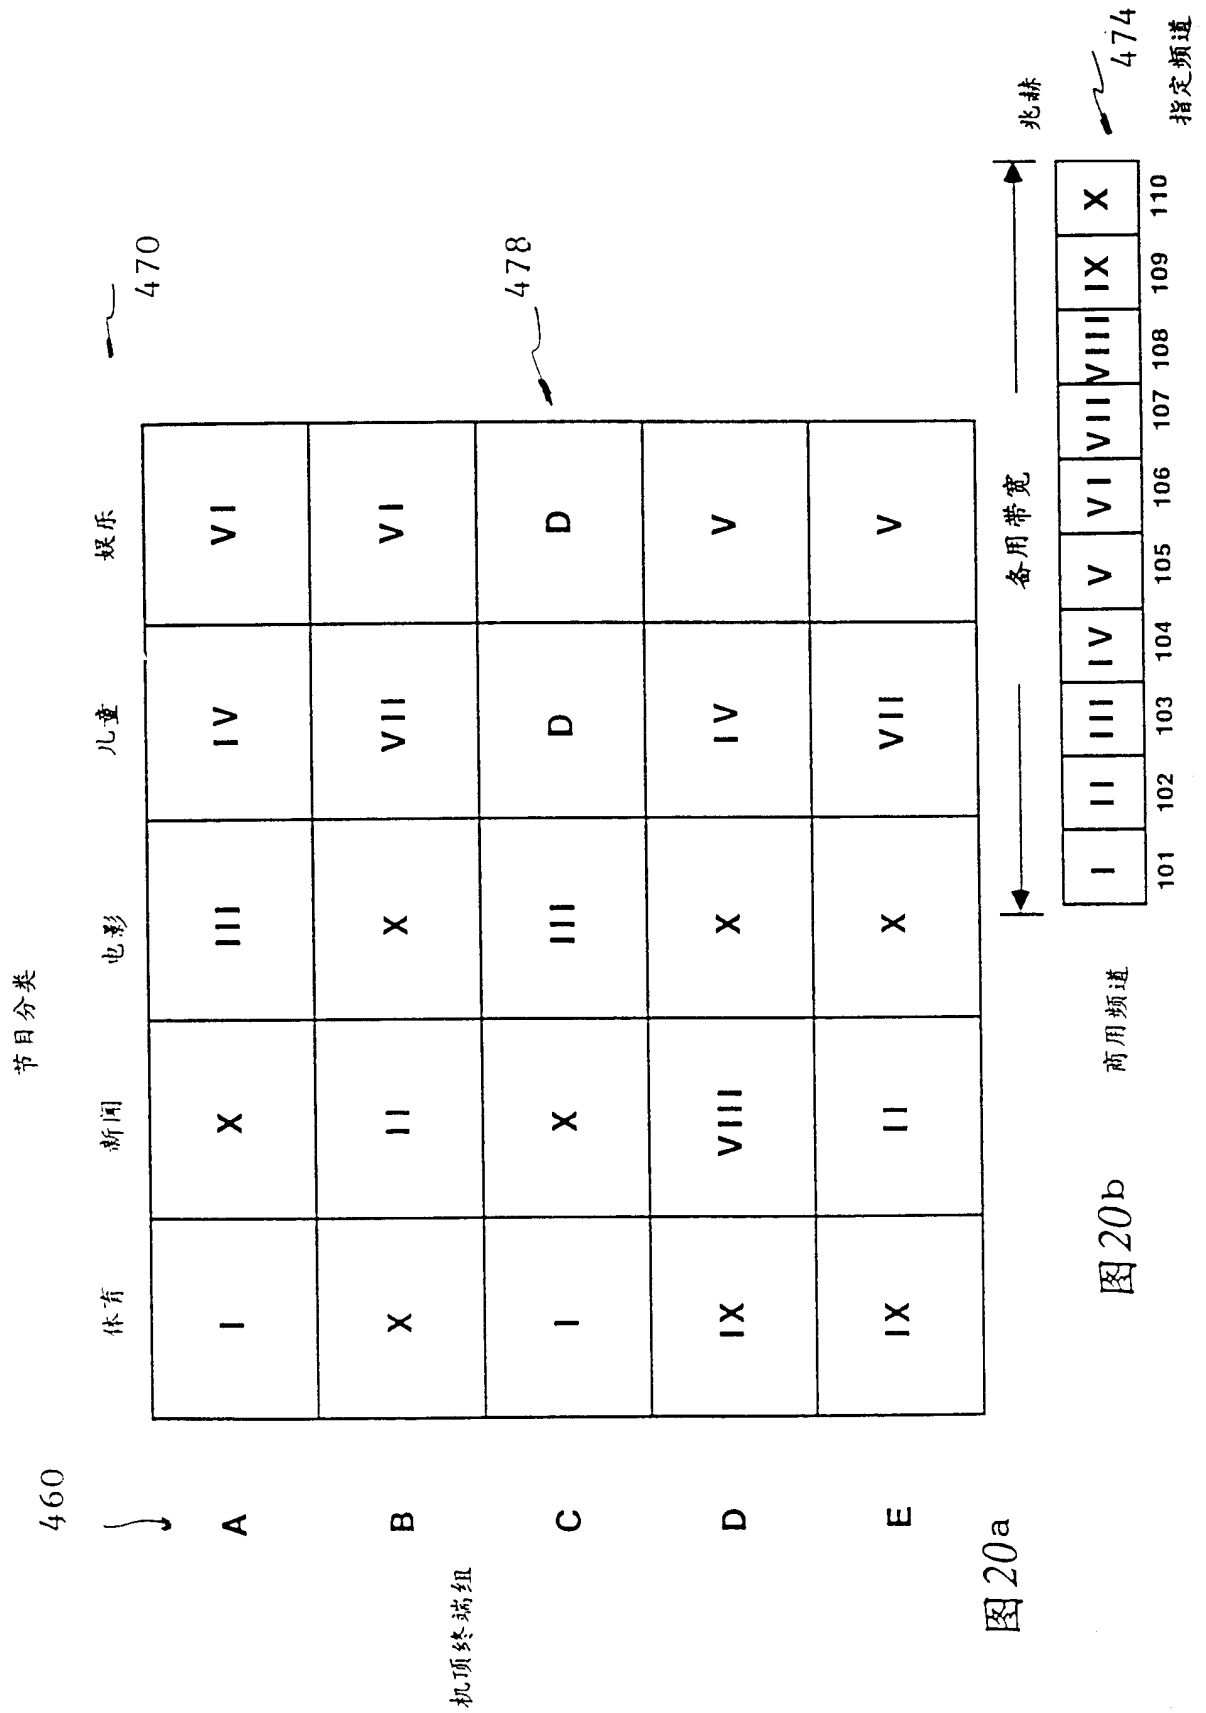 节目分类
470
体育 新闻 电影 儿童 娱乐
460
机顶终端组
A I X III IV VI
B X II X VII VI
C I X III D D
478
D IX VIII X IV V
E IX II X VII V
图20a
备用带宽
兆赫
商用频道
I II III IV V VI VII VIII IX X
474
101 102 103 104 105 106 107 108 109 110
指定频道
图20b